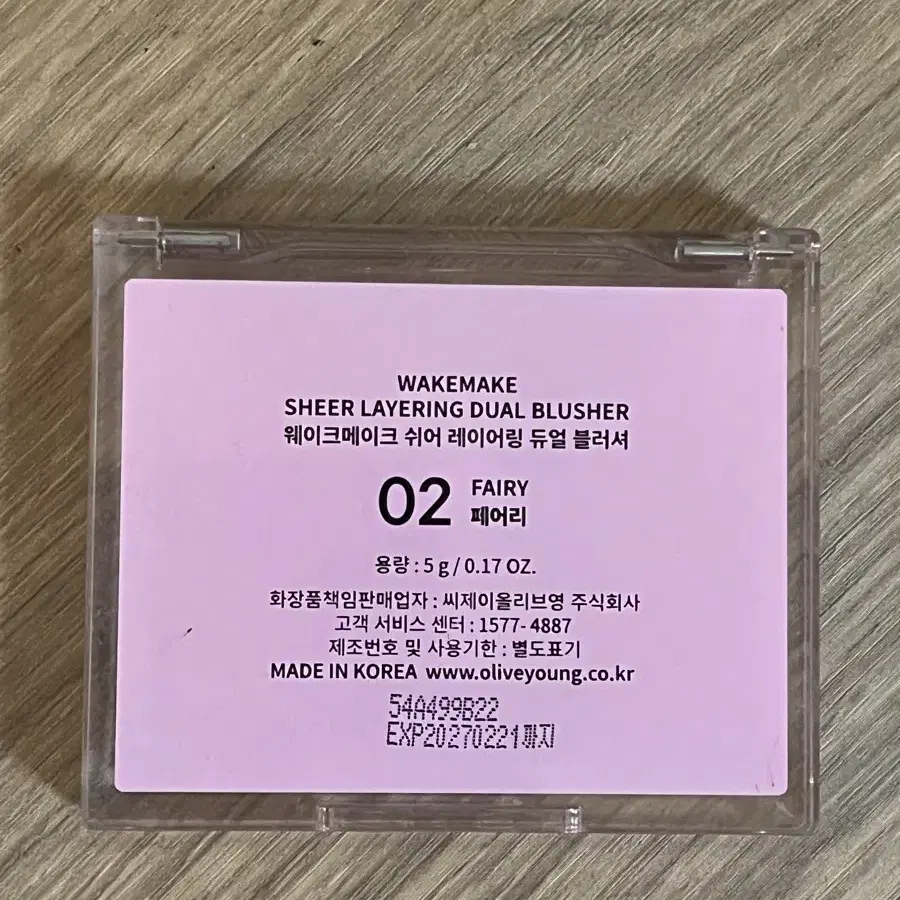 WAKEMAKE
SHEER LAYERING DUAL BLUSHER
웨이크메이크 쉬어 레이어링 듀얼 블러셔
02 FAIRY
페어리
용량 : 5 g / 0.17 OZ.
화장품책임판매업자 : 씨제이올리브영 주식회사
고객 서비스 센터 : 1577- 4887
제조번호 및 사용기한 : 별도표기
MADE IN KOREA www.oliveyoung.co.kr
54A499B22
EXP20270221까지